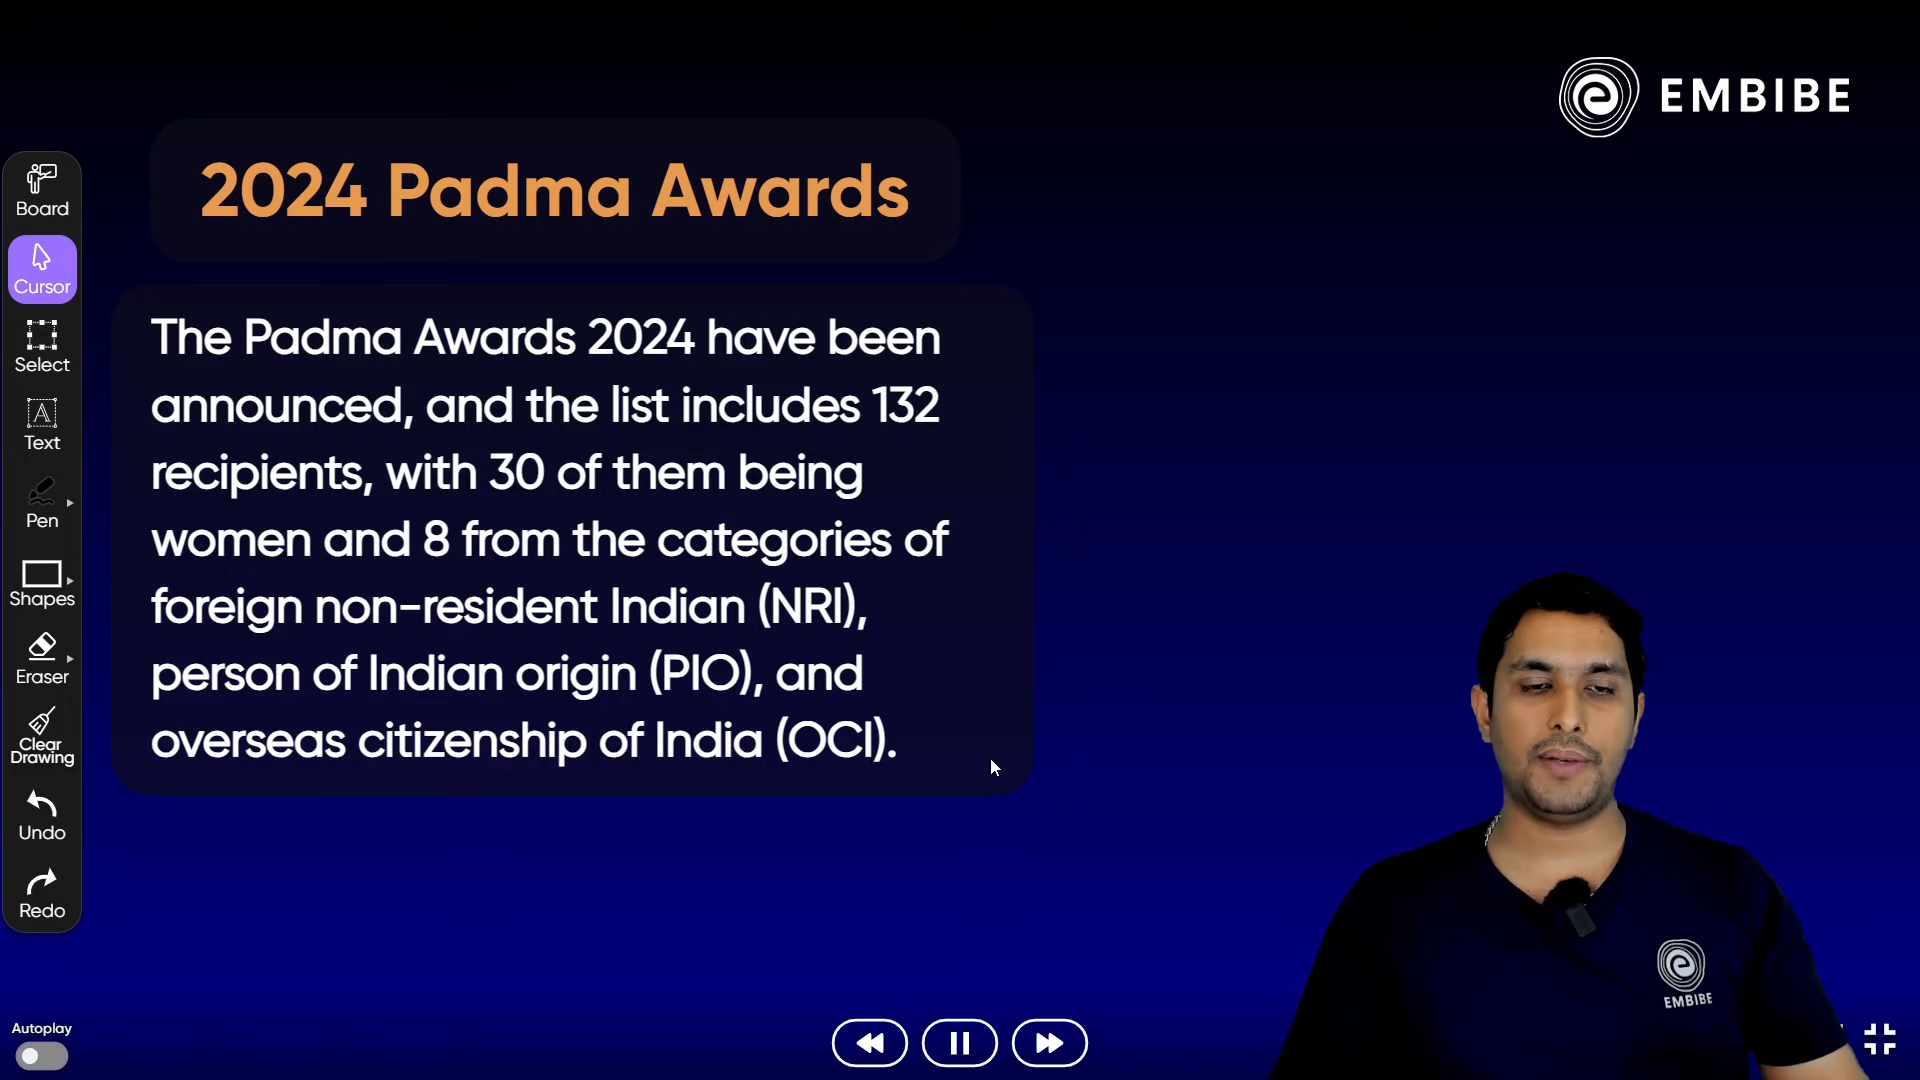 EMBIBE
2024 Padma Awards
The Padma Awards 2024 have been
announced, and the list includes 132
recipients, with 30 of them being
women and 8 from the categories of
foreign non-resident Indian (NRI),
person of Indian origin (PIO), and
overseas citizenship of India (OCI).
Board
Cursor
Select
Text
Pen
Shapes
Eraser
Clear
Drawing
Undo
Redo
Autoplay
EMBIBE